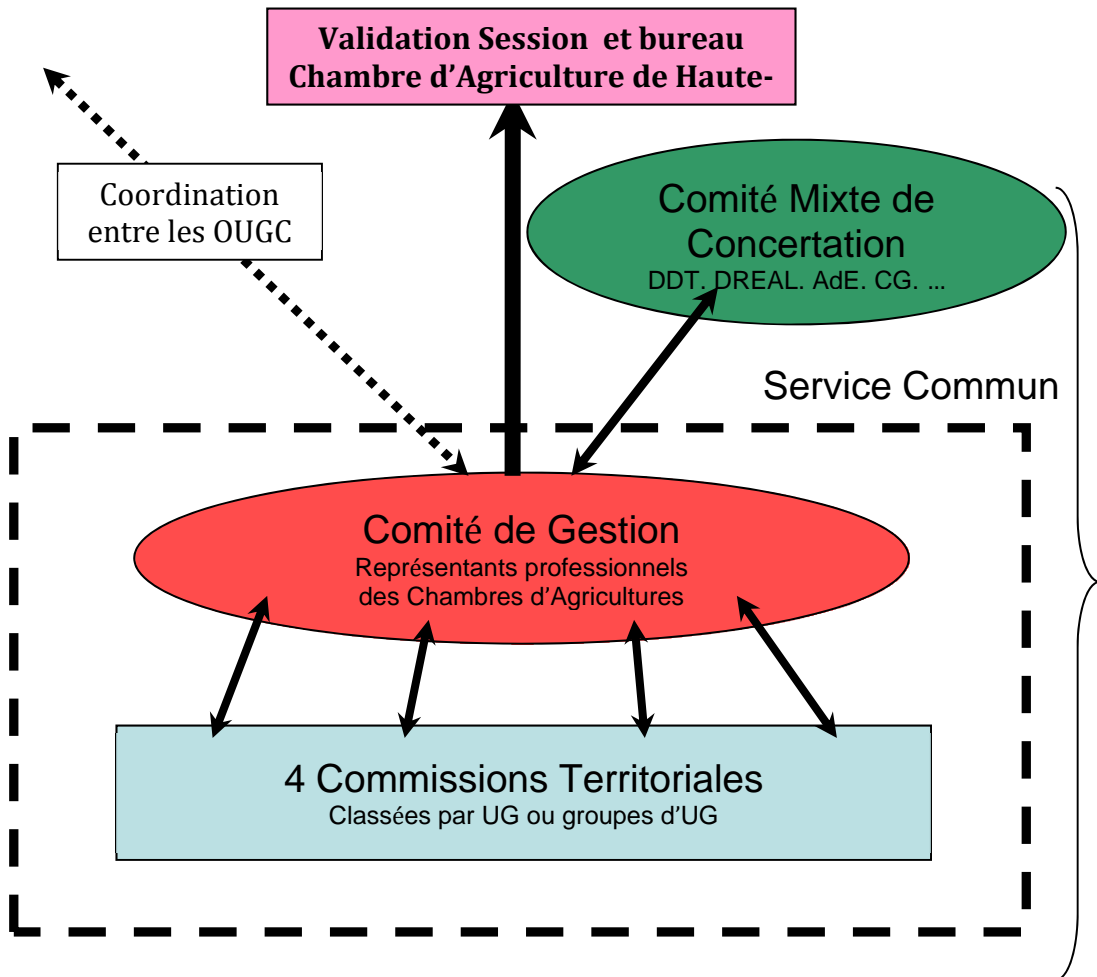 Validation Session et bureau
Chambre d’Agriculture de Haute-
Coordination
entre les OUGC
Comité Mixte de
Concertation
DDT. DREAL. AdE. CG. ...
Service Commun
Comité de Gestion
Représentants professionnels
des Chambres d’Agricultures
4 Commissions Territoriales
Classées par UG ou groupes d’UG